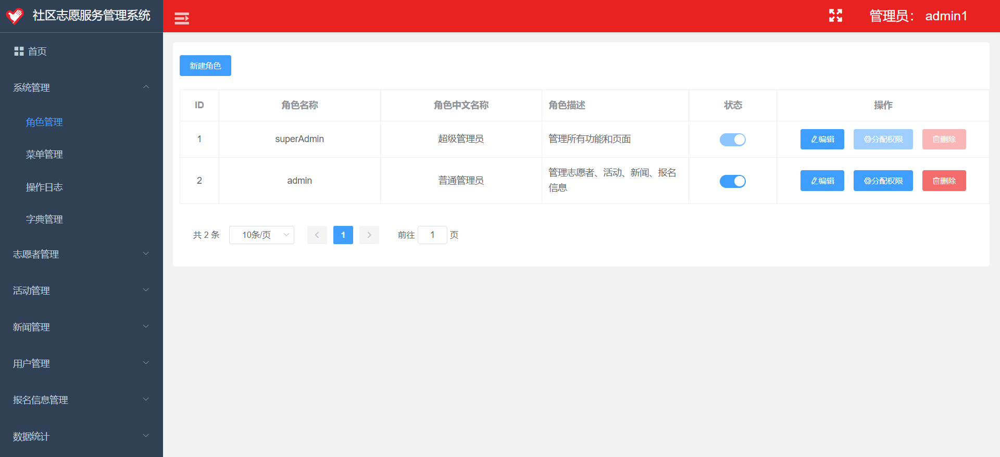 社区志愿服务管理系统
管理员： admin1
首页
系统管理
角色管理
菜单管理
操作日志
字典管理
志愿者管理
活动管理
新闻管理
用户管理
报名信息管理
数据统计
新建角色
ID 角色名称 角色中文名称 角色描述 状态 操作
1 superAdmin 超级管理员 管理所有功能和页面 编辑 分配权限 删除
2 admin 普通管理员 管理志愿者、活动、新闻、报名 编辑 分配权限 删除
信息
共 2 条 10条/页 1 前往 1 页